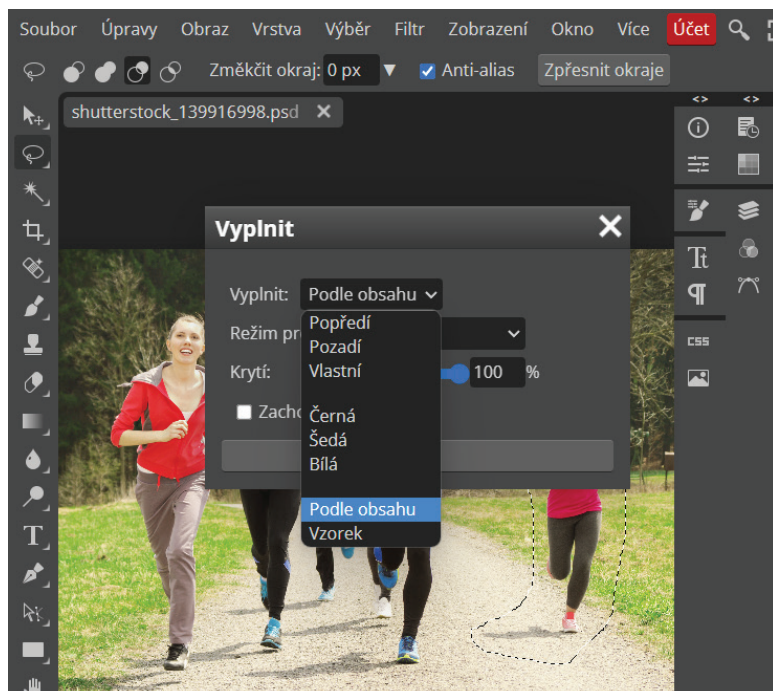 Soubor Úpravy Obraz Vrstva Výběr Filtr Zobrazení Okno Více Účet
Změkčit okraj: 0 px Anti-alias Zpřesnit okraje
shutterstock_139916998.psd
Vyplnit
Vyplnit: Podle obsahu
Popředí
Režim pr
Pozadí
Vlastní
Krytí: 100 %
Zacho
Černá
Šedá
Bílá
Podle obsahu
Vzorek
CSS